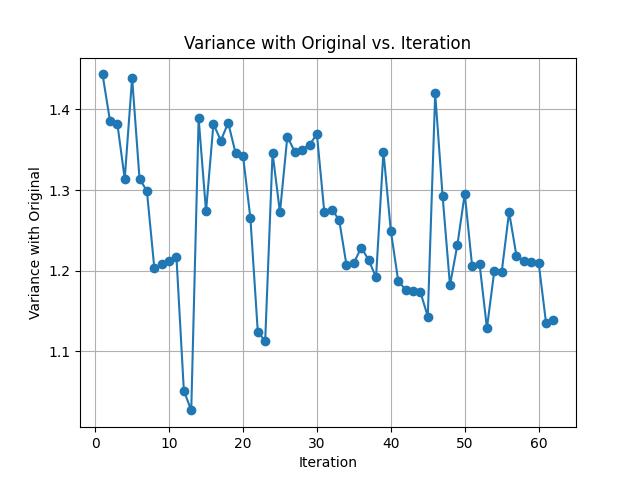 Variance with Original vs. Iteration
Variance with Original
1.4
1.3
1.2
1.1
0 10 20 30 40 50 60
Iteration